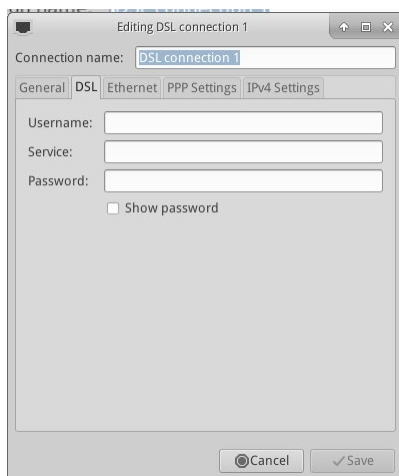 Editing DSL connection 1
Connection name: DSL connection 1
General DSL Ethernet PPP Settings IPv4 Settings
Username:
Service:
Password:
Show password
Cancel Save